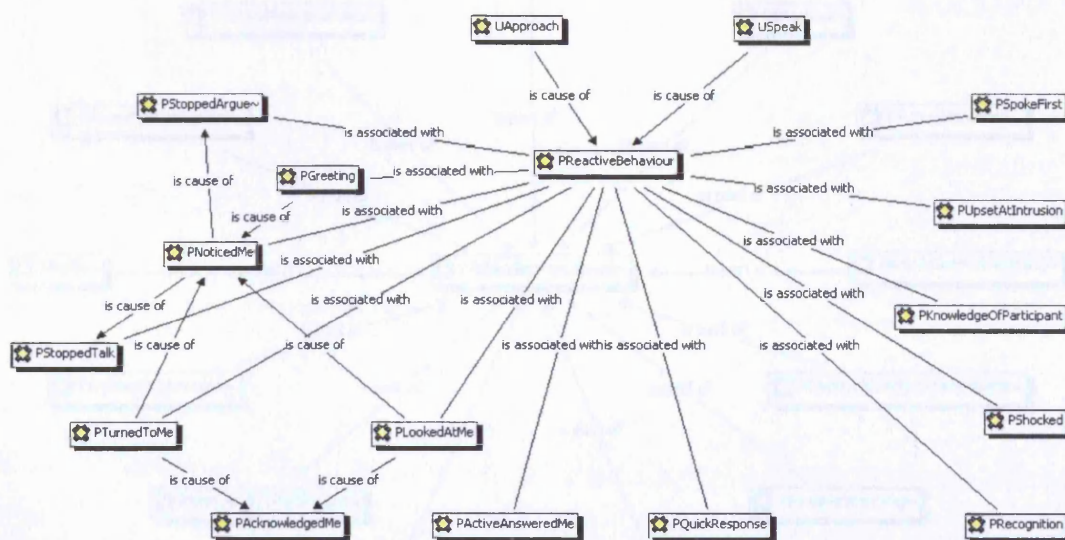 UApproach
USpeak
is cause of
is cause of
PStoppedArgue~
PSpokeFirst
is associated with
is associated with
PReactiveBehaviour
PGreeting
is associated with
is associated with
is cause of
is cause of
is associated with
PUpsetAtIntrusion
PNoticedMe
is associated with
is associated with
is cause of
is associated with
is associated with
is associated with
PKnowledgeOfParticipant
PStoppedTalk
is cause of
is cause of
is associated with
is associated with
is associated with
PTurnedToMe
PLookedAtMe
PShocked
is cause of
is cause of
PAcknowledgedMe
PActiveAnsweredMe
PQuickResponse
PRecognition